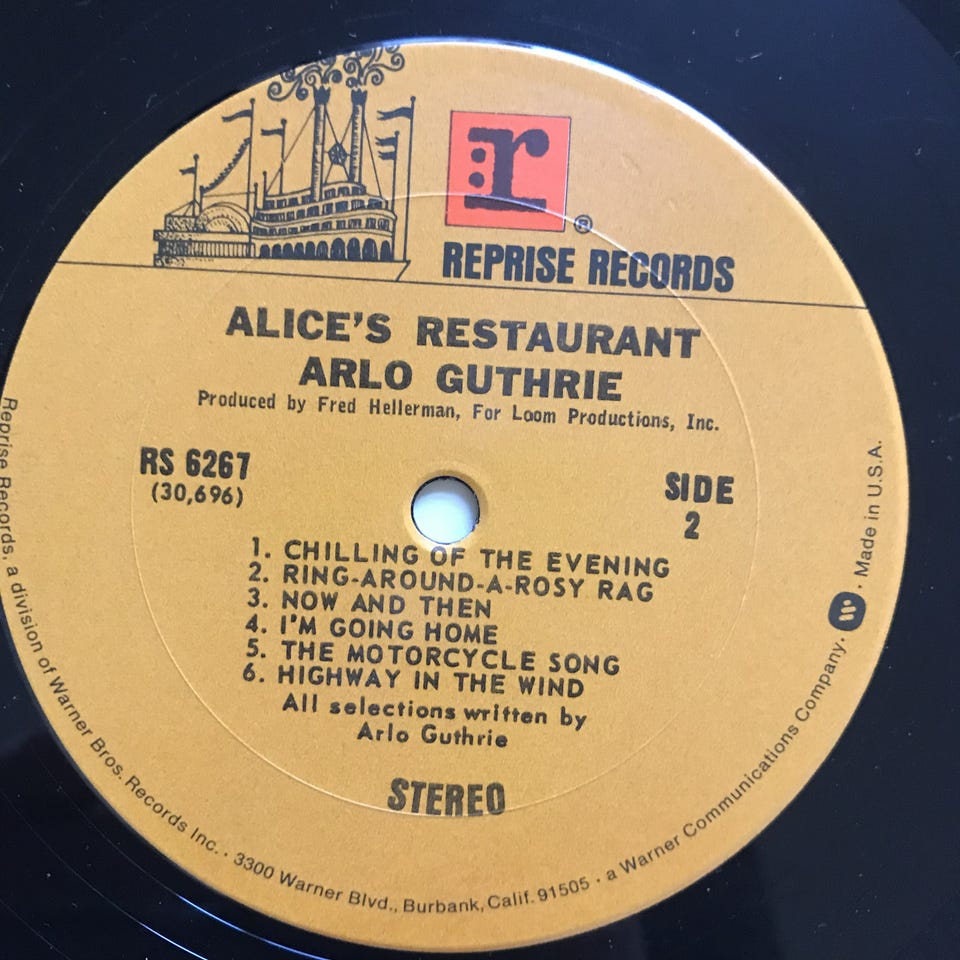 r
®
REPRISE RECORDS
ALICE'S RESTAURANT
ARLO GUTHRIE
Produced by Fred Hellerman, For Loom Productions, Inc.
RS 6267
(30,696)
SIDE
2
1. CHILLING OF THE EVENING
2. RING-AROUND-A-ROSY RAG
3. NOW AND THEN
4. I'M GOING HOME
5. THE MOTORCYCLE SONG
6. HIGHWAY IN THE WIND
All selections written by
Arlo Guthrie
STEREO
Reprise Records, a division of Warner Bros. Records Inc. · 3300 Warner Blvd., Burbank, Calif. 91505 · a Warner Communications Company. W . Made in U.S.A.